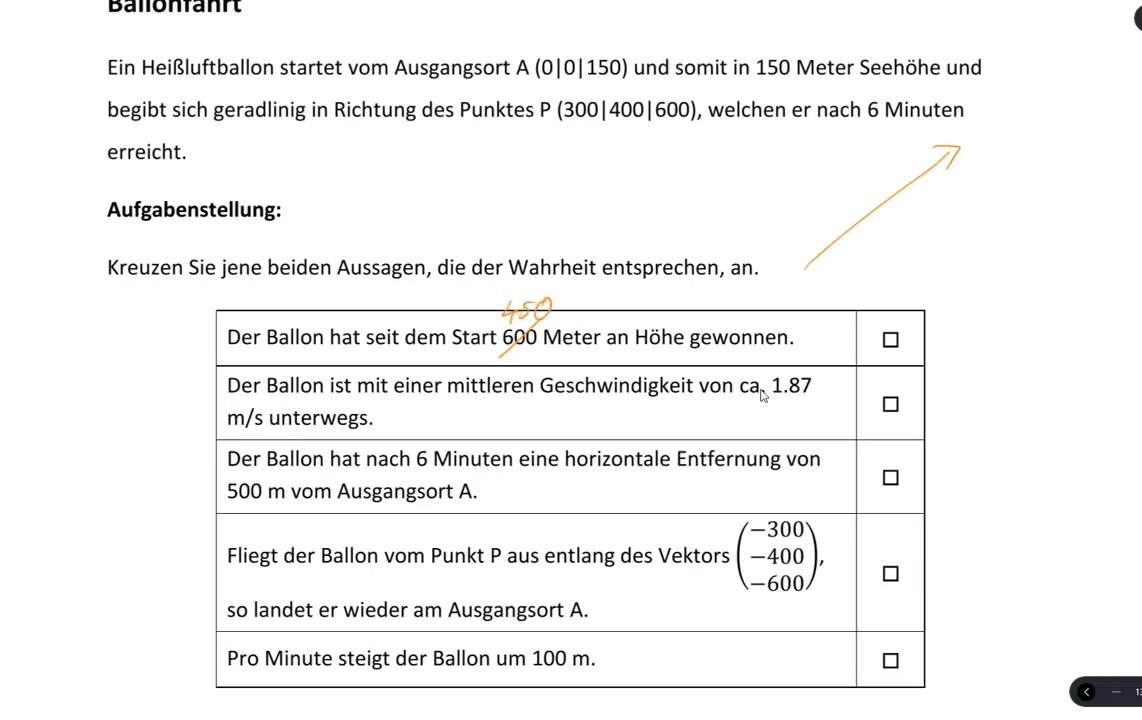 Ballonfahrt
Ein Heißluftballon startet vom Ausgangsort A (0|0|150) und somit in 150 Meter Seehöhe und
begibt sich geradlinig in Richtung des Punktes P (300|400|600), welchen er nach 6 Minuten
erreicht.
Aufgabenstellung:
Kreuzen Sie jene beiden Aussagen, die der Wahrheit entsprechen, an.
450
Der Ballon hat seit dem Start 600 Meter an Höhe gewonnen.
Der Ballon ist mit einer mittleren Geschwindigkeit von ca. 1.87
m/s unterwegs.
Der Ballon hat nach 6 Minuten eine horizontale Entfernung von
500 m vom Ausgangsort A.
−300
Fliegt der Ballon vom Punkt P aus entlang des Vektors (−400),
−600
so landet er wieder am Ausgangsort A.
Pro Minute steigt der Ballon um 100 m.